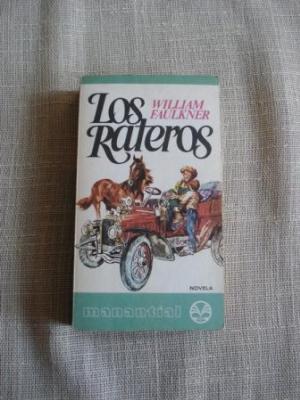 Los
WILLIAM
FAULKNER
Rateros
NOVELA
manantial